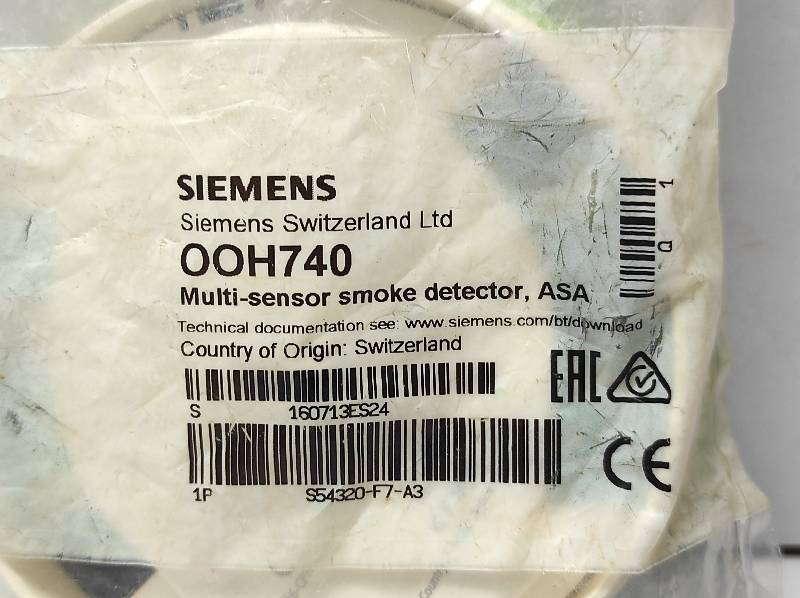 SIEMENS
Siemens Switzerland Ltd
OOH740
Multi-sensor smoke detector, ASA
Technical documentation see: www.siemens.com/bt/download
Country of Origin: Switzerland
S 160713ES24
1P S54320-F7-A3
Q 1
EAC
CE